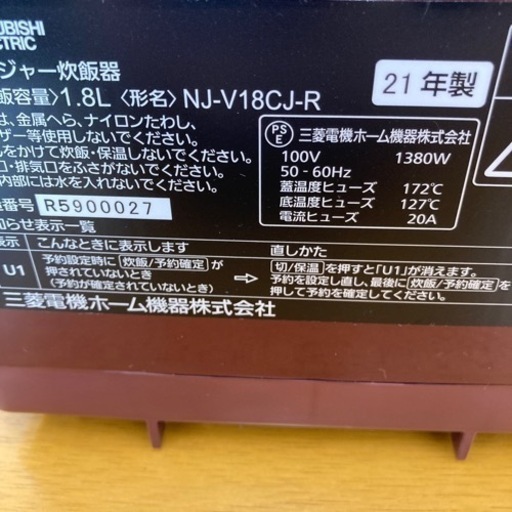 UBISHI
ECTRIC
ジャー炊飯器
21年製
飯容量〉1.8L〈形名〉NJ-V18CJ-R
は、金属へら、ナイロンたわし、
ザー等使用しないでください。
しをかけて炊飯・保温しないでください。
口・排気口をふさがないでください。
内部には水を入れないでください。
PS
E
三菱電機ホーム機器株式会社
100V 1380W
50-60Hz
蓋温度ヒューズ 172℃
底温度ヒューズ 127℃
電流ヒューズ 20A
番号 R5900027
知らせ表示一覧
表示 こんなときに表示します 直しかた
U1 予約設定時に 炊飯/予約確定 が
押されていないとき
(予約が確定されていないとき)
⇨ 切/保温 を押すと「U1」が消えます。
予約を設定し直し、最後に 炊飯/予約確定 を
押して予約を確定してください。
三菱電機ホーム機器株式会社